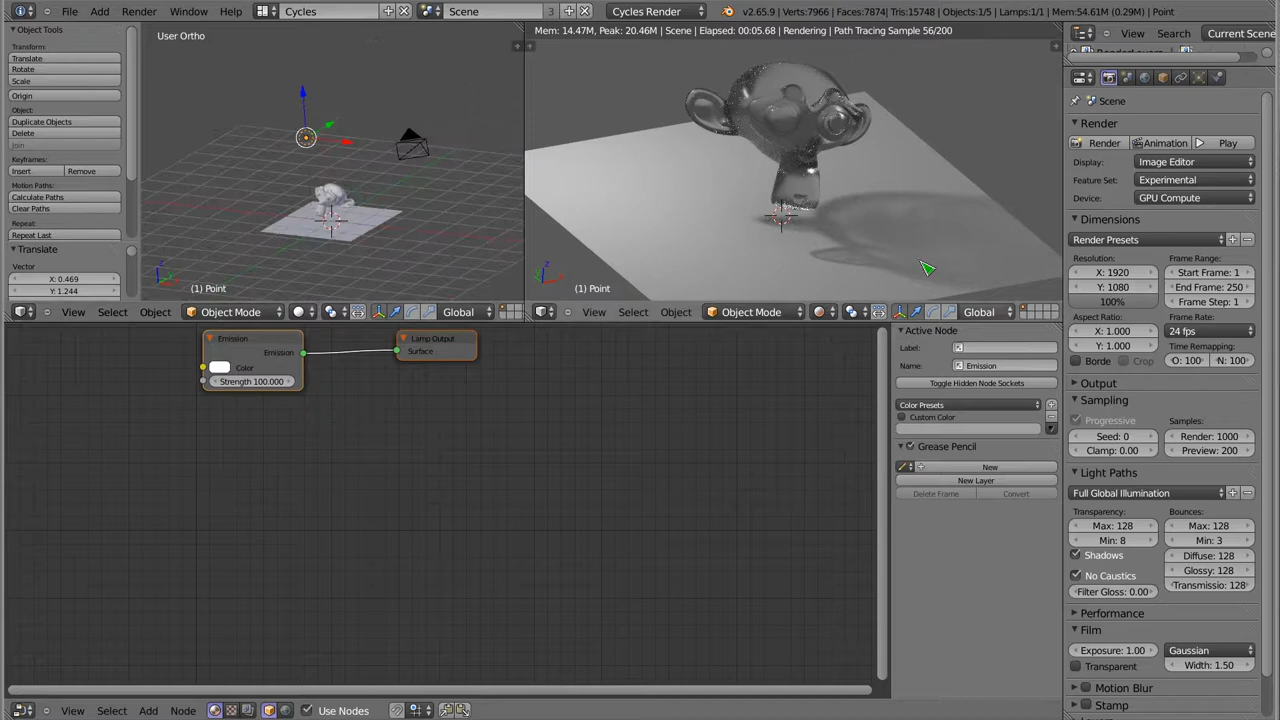 File Add Render Window Help Cycles Scene 3 Cycles Render v2.65.9 | Verts:7966 | Faces:7874 | Tris:15748 | Objects:1/5 | Lamps:1/1 | Mem:54.61M (0.29M) | Point
Object Tools
Transform:
Translate
Rotate
Scale
Origin
Object:
Duplicate Objects
Delete
Join
Keyframes:
Insert Remove
Motion Paths:
Calculate Paths
Clear Paths
Repeat:
Repeat Last
Translate
Vector
X: 0.469
Y: 1.244
User Ortho
(1) Point
View Select Object Object Mode Global
Mem: 14.47M, Peak: 20.46M | Scene | Elapsed: 00:05.68 | Rendering | Path Tracing Sample 56/200
(1) Point
View Select Object Object Mode Global
Emission
Emission
Color
Strength 100.000
Lamp Output
Surface
Active Node
Label:
Name: Emission
Toggle Hidden Node Sockets
Color Presets
Custom Color
Grease Pencil
New
New Layer
Delete Frame Convert
View Select Add Node Use Nodes
View Search Current Scene
Scene
Render
Render Animation Play
Display: Image Editor
Feature Set: Experimental
Device: GPU Compute
Dimensions
Render Presets
Resolution: Frame Range:
X: 1920 Start Frame: 1
Y: 1080 End Frame: 250
100% Frame Step: 1
Aspect Ratio: Frame Rate:
X: 1.000 24 fps
Y: 1.000 Time Remapping:
Borde Crop O: 100 N: 100
Output
Sampling
Progressive Samples:
Seed: 0 Render: 1000
Clamp: 0.00 Preview: 200
Light Paths
Full Global Illumination
Transparency: Bounces:
Max: 128 Max: 128
Min: 8 Min: 3
Shadows Diffuse: 128
No Caustics Glossy: 128
Filter Gloss: 0.00 Transmissio: 128
Performance
Film
Exposure: 1.00 Gaussian
Transparent Width: 1.50
Motion Blur
Stamp